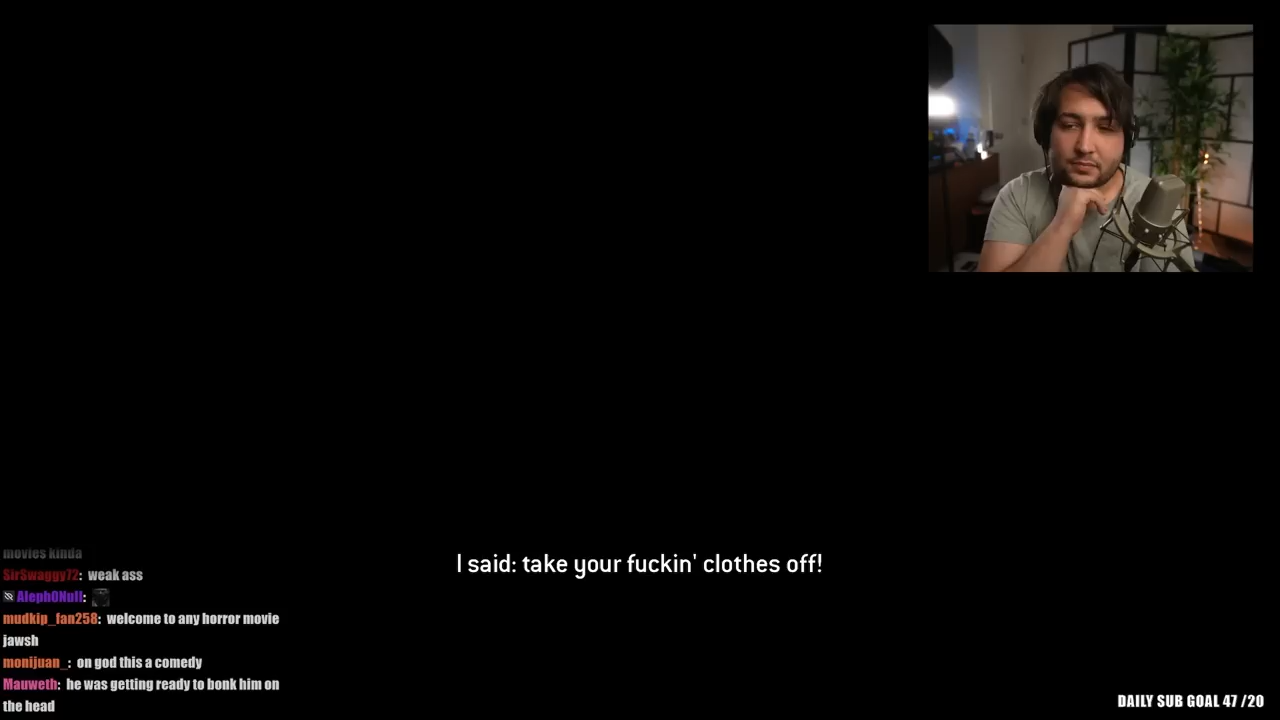 movies kinda
SirSwaggy72: weak ass
Aleph0Null:
mudkip_fan258: welcome to any horror movie
jawsh
monijuan_: on god this a comedy
Mauweth: he was getting ready to bonk him on
the head
I said: take your fuckin' clothes off!
DAILY SUB GOAL 47 /20